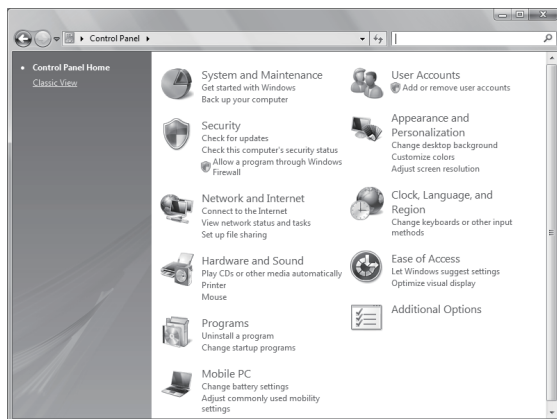 Control Panel
Control Panel Home
Classic View
System and Maintenance
Get started with Windows
Back up your computer
Security
Check for updates
Check this computer's security status
Allow a program through Windows
Firewall
Network and Internet
Connect to the Internet
View network status and tasks
Set up file sharing
Hardware and Sound
Play CDs or other media automatically
Printer
Mouse
Programs
Uninstall a program
Change startup programs
Mobile PC
Change battery settings
Adjust commonly used mobility
settings
User Accounts
Add or remove user accounts
Appearance and
Personalization
Change desktop background
Customize colors
Adjust screen resolution
Clock, Language, and
Region
Change keyboards or other input
methods
Ease of Access
Let Windows suggest settings
Optimize visual display
Additional Options